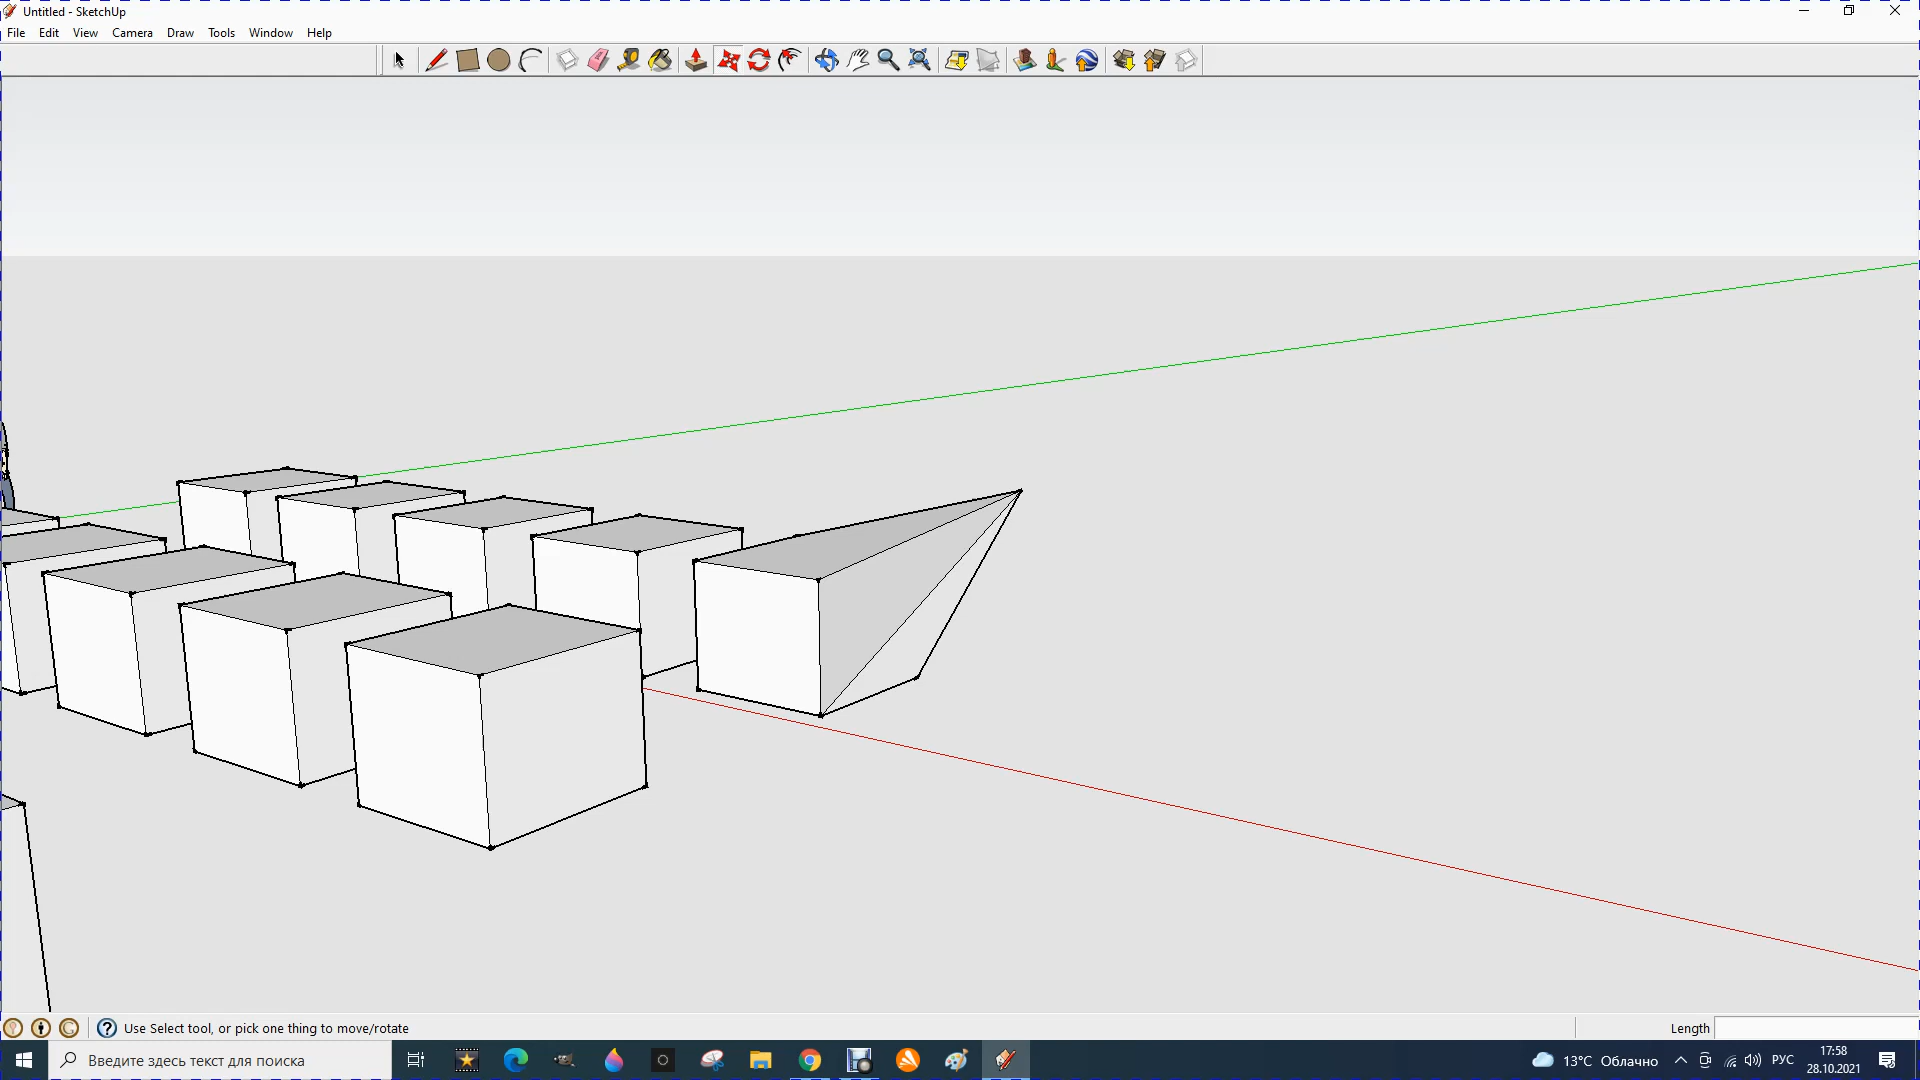 Untitled - SketchUp
File Edit View Camera Draw Tools Window Help
Use Select tool, or pick one thing to move/rotate
Length
Введите здесь текст для поиска
13°C Облачно
РУС
17:58
28.10.2021